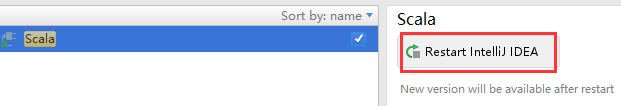 Sort by: name
Scala
Scala
Restart IntelliJ IDEA
New version will be available after restart